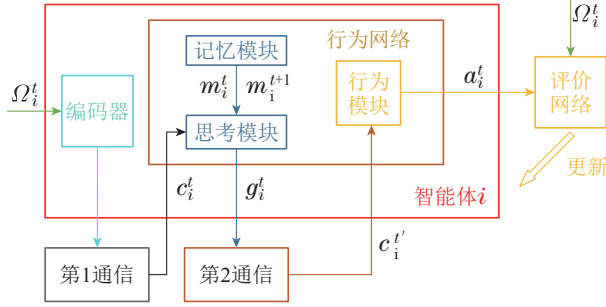 Ω_i^t
记忆模块
行为网络
m_i^t m_i^{t+1}
行为
模块
a_i^t
评价
网络
Ω_i^t
编码器
思考模块
更新
c_i^t
g_i^t
智能体i
c_i^{t'}
第1通信
第2通信